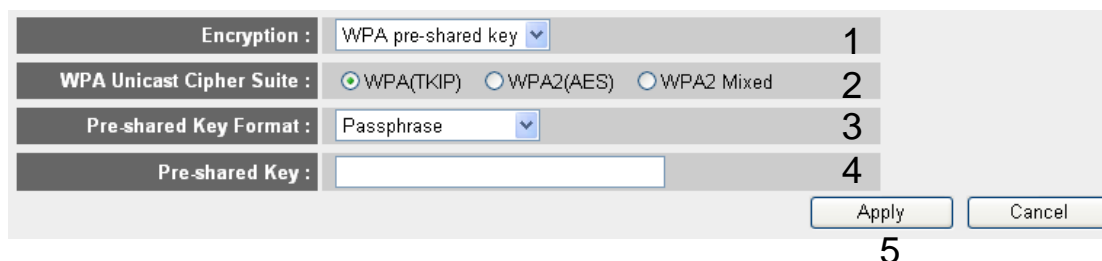 Encryption : WPA pre-shared key 1
WPA Unicast Cipher Suite : WPA(TKIP) WPA2(AES) WPA2 Mixed 2
Pre-shared Key Format : Passphrase 3
Pre-shared Key : 4
Apply Cancel
5